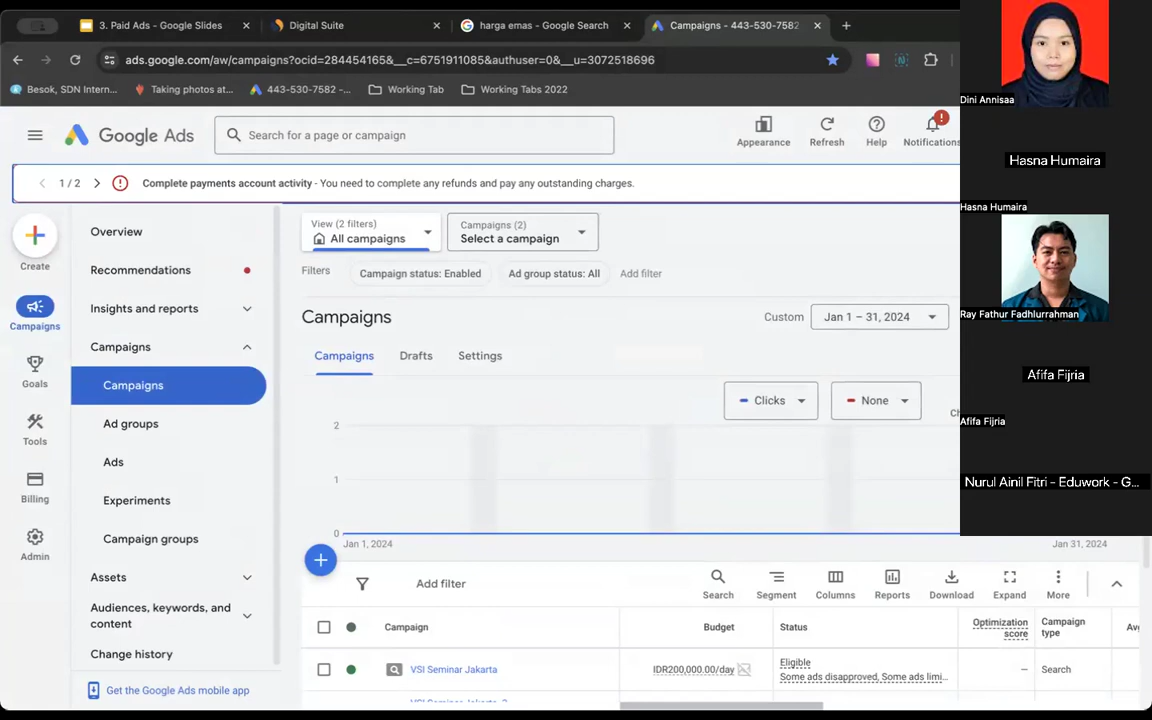 3. Paid Ads - Google Slides
Digital Suite
harga emas - Google Search
Campaigns - 443-530-7582
ads.google.com/aw/campaigns?ocid=284454165&__c=6751911085&authuser=0&__u=3072518696
Besok, SDN Intern...
Taking photos at...
443-530-7582 -...
Working Tab
Working Tabs 2022
Google Ads
Search for a page or campaign
Appearance
Refresh
Help
Notifications
1 / 2
Complete payments account activity - You need to complete any refunds and pay any outstanding charges.
Create
Campaigns
Goals
Tools
Billing
Admin
Overview
Recommendations
Insights and reports
Campaigns
Campaigns
Ad groups
Ads
Experiments
Campaign groups
Assets
Audiences, keywords, and
content
Change history
Get the Google Ads mobile app
View (2 filters)
All campaigns
Campaigns (2)
Select a campaign
Filters
Campaign status: Enabled
Ad group status: All
Add filter
Campaigns
Custom
Jan 1 – 31, 2024
Campaigns
Drafts
Settings
Clicks
None
2
1
0
Jan 1, 2024
Jan 31, 2024
Add filter
Search
Segment
Columns
Reports
Download
Expand
More
Campaign
Budget
Status
Optimization
score
Campaign
type
VSI Seminar Jakarta
IDR200,000.00/day
Eligible
Some ads disapproved, Some ads limi...
–
Search
Dini Annisaa
Hasna Humaira
Hasna Humaira
Ray Fathur Fadhlurrahman
Afifa Fijria
Afifa Fijria
Nurul Ainil Fitri - Eduwork - G...